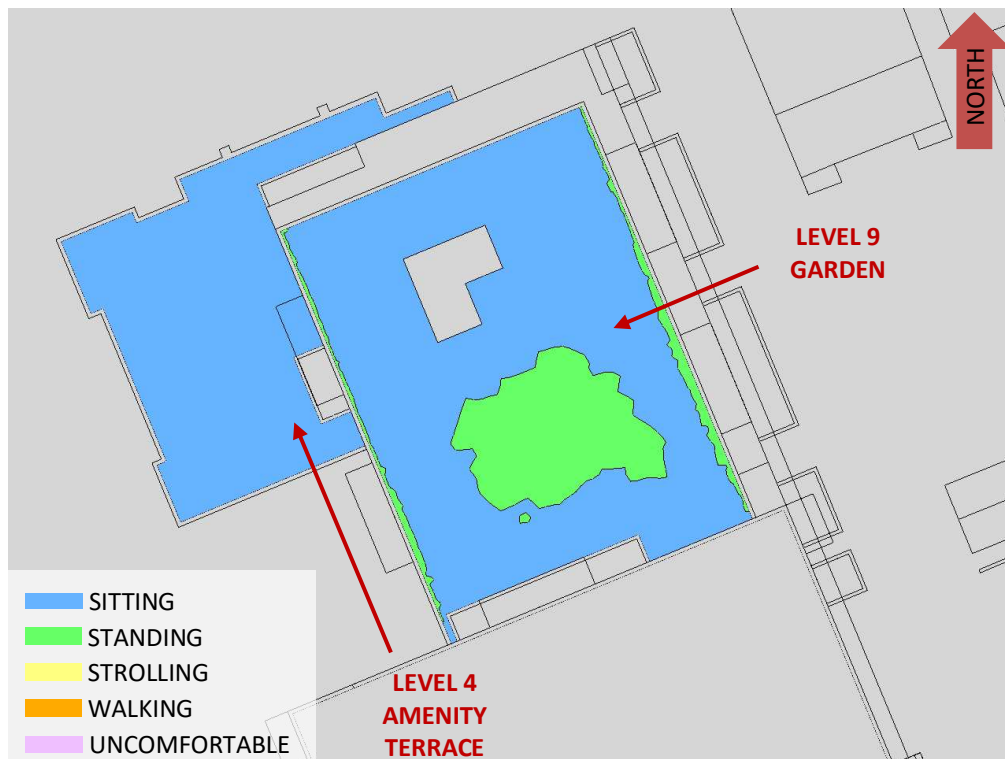 NORTH
LEVEL 9
GARDEN
SITTING
STANDING
STROLLING
WALKING
UNCOMFORTABLE
LEVEL 4
AMENITY
TERRACE